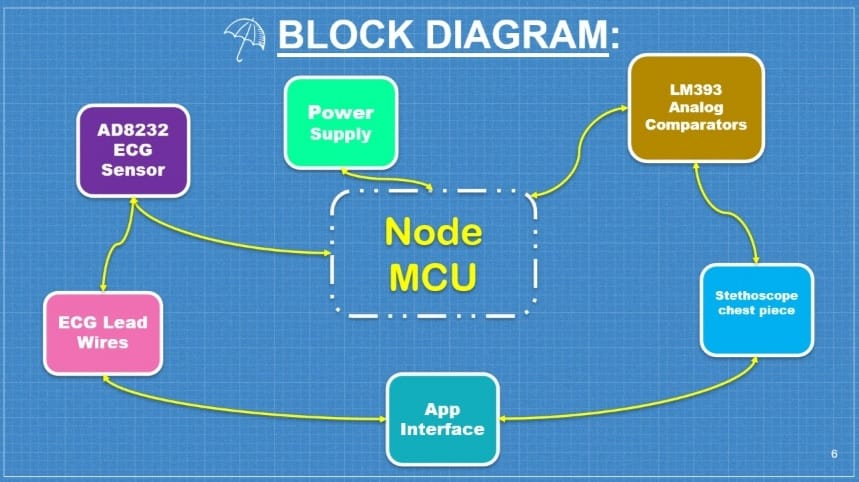 BLOCK DIAGRAM:
AD8232
ECG
Sensor
Power
Supply
LM393
Analog
Comparators
Node
MCU
ECG Lead
Wires
Stethoscope
chest piece
App
Interface
6